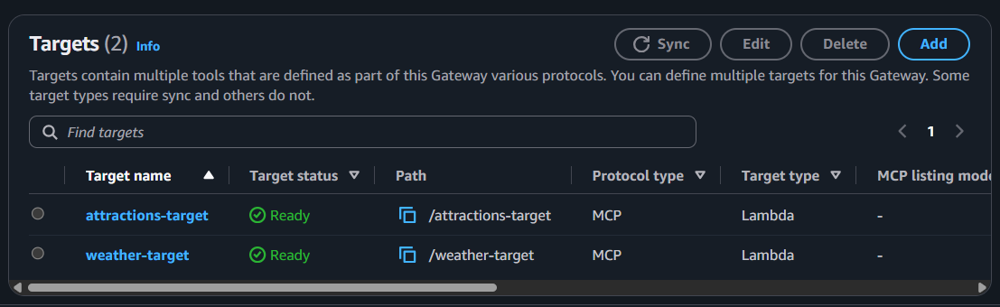 Targets (2) Info
Sync
Edit
Delete
Add
Targets contain multiple tools that are defined as part of this Gateway various protocols. You can define multiple targets for this Gateway. Some
target types require sync and others do not.
Find targets
1
Target name Target status Path Protocol type Target type MCP listing mode
attractions-target Ready /attractions-target MCP Lambda -
weather-target Ready /weather-target MCP Lambda -